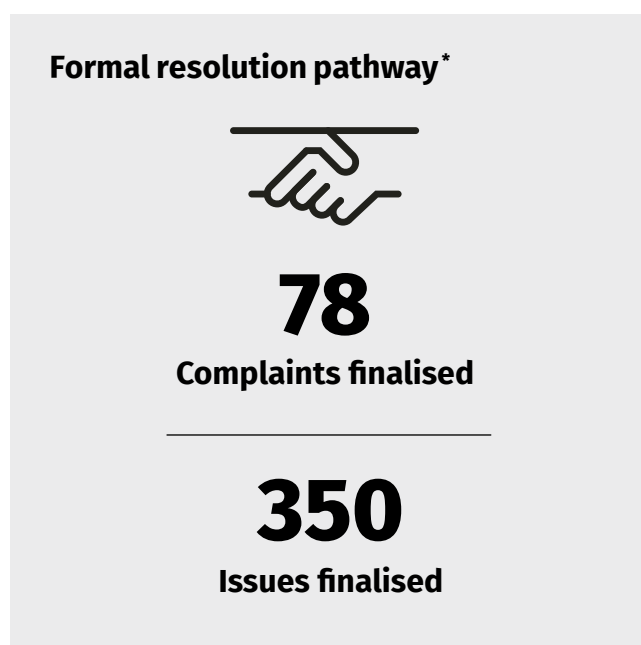 Formal resolution pathway*
78
Complaints finalised
350
Issues finalised